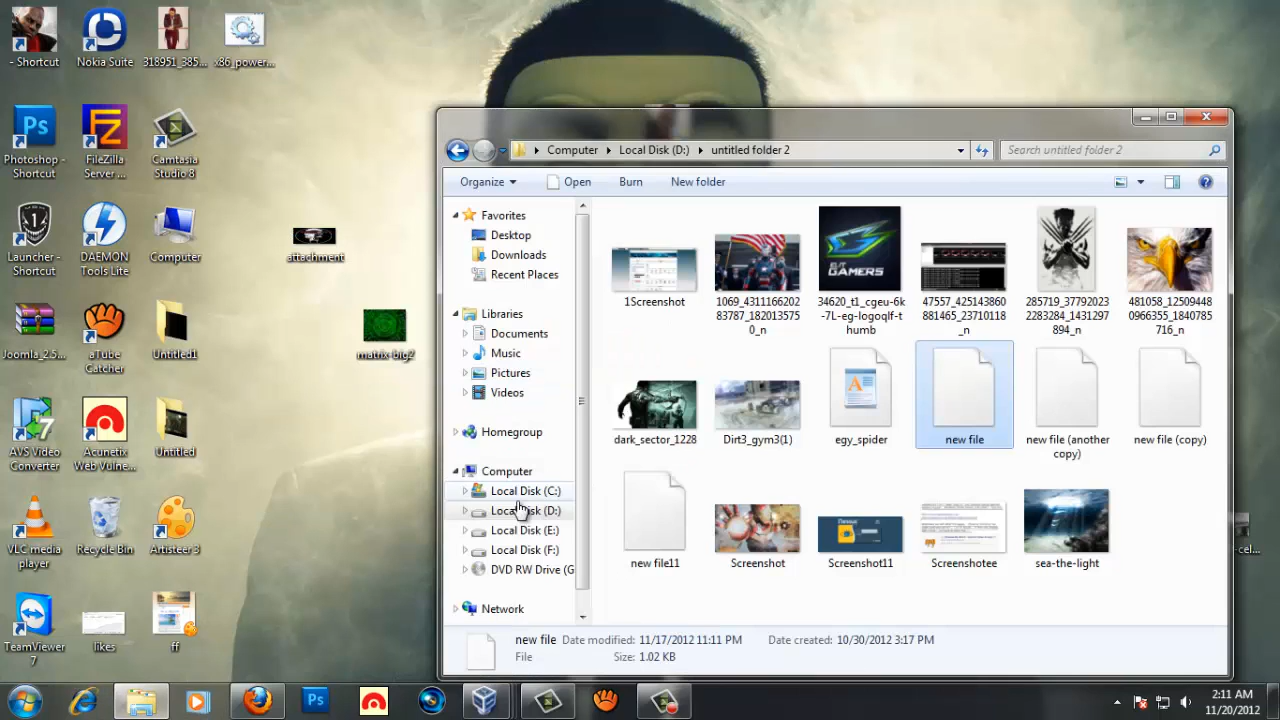 - Shortcut
Nokia Suite
318951_385...
x86_power...
Photoshop - Shortcut
FileZilla Server ...
Camtasia Studio 8
Launcher - Shortcut
DAEMON Tools Lite
Computer
attachment
Joomla_2.5...
aTube Catcher
Untitled1
matrix-big2
AVS Video Converter
Acunetix Web Vulne...
Untitled
VLC media player
Recycle Bin
Artisteer 3
TeamViewer 7
likes
ff
Computer
Local Disk (D:)
untitled folder 2
Search untitled folder 2
Organize
Open
Burn
New folder
Favorites
Desktop
Downloads
Recent Places
Libraries
Documents
Music
Pictures
Videos
Homegroup
Computer
Local Disk (C:)
Local Disk (D:)
Local Disk (E:)
Local Disk (F:)
DVD RW Drive (G
Network
1Screenshot
1069_4311166202
83787_182013575
0_n
GAMERS
34620_t1_cgeu-6k
-7L-eg-logoqlf-t
humb
47557_425143860
881465_23710118
_n
285719_37792023
2283284_1431297
894_n
481058_12509448
0966355_1840785
716_n
dark_sector_1228
Dirt3_gym3(1)
egy_spider
new file
new file (another
copy)
new file (copy)
new file11
Screenshot
Screenshot11
Screenshotee
sea-the-light
new file Date modified: 11/17/2012 11:11 PM Date created: 10/30/2012 3:17 PM
File Size: 1.02 KB
2:11 AM
11/20/2012